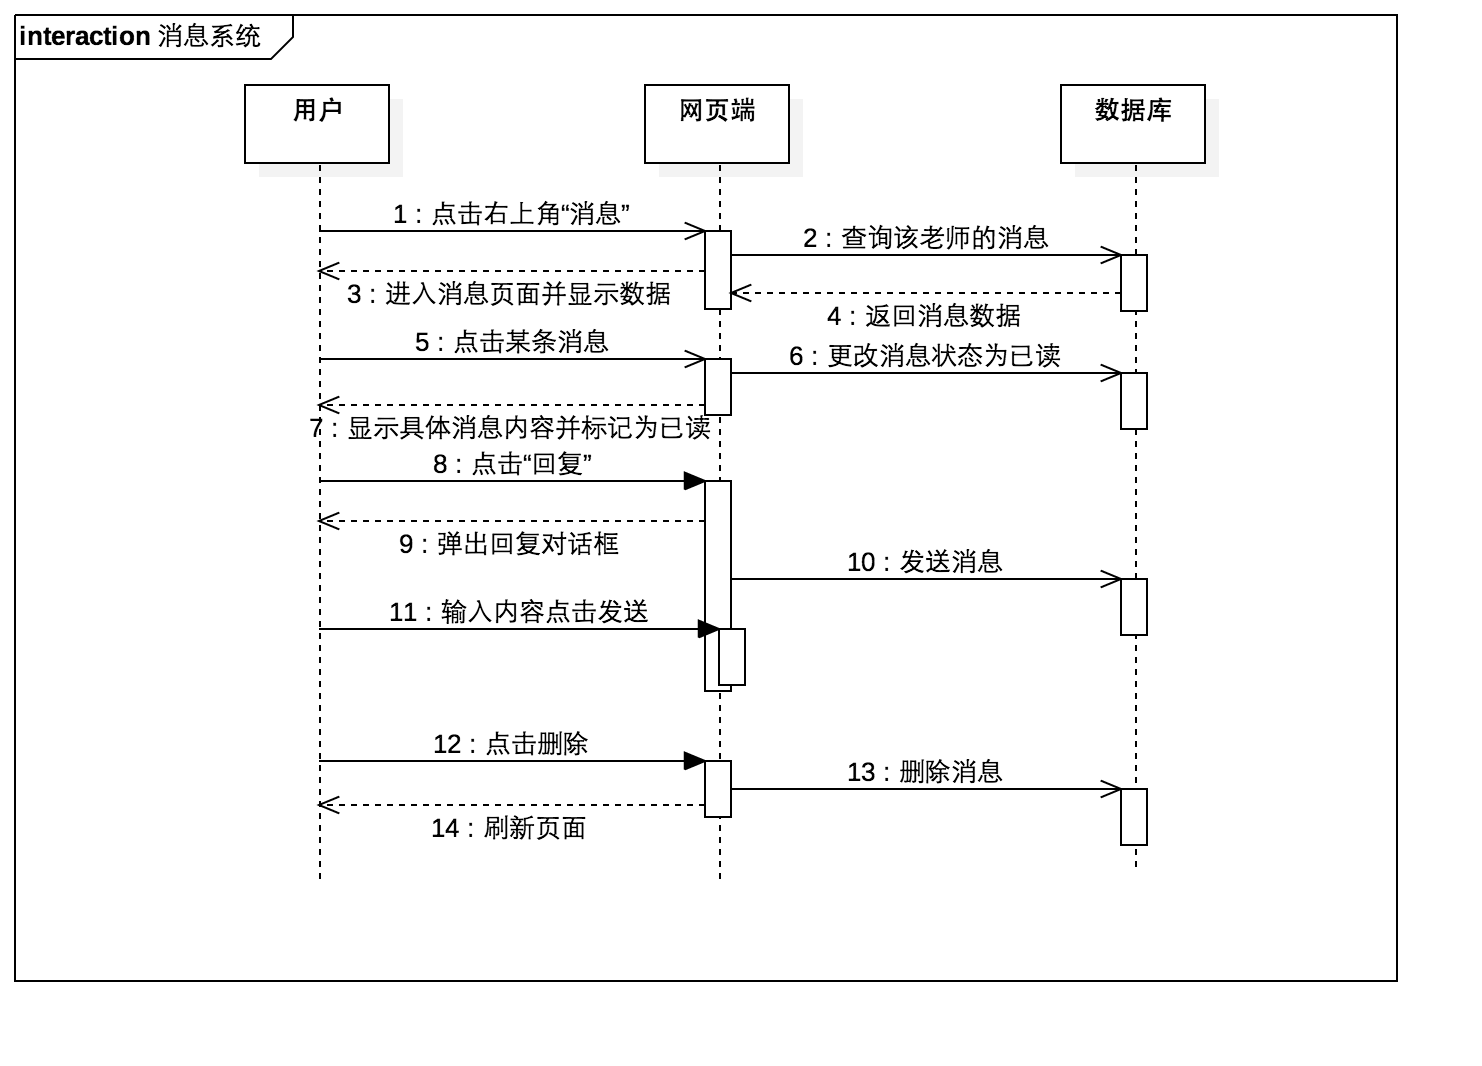 interaction 消息系统
用户
网页端
数据库
1 : 点击右上角“消息”
2 : 查询该老师的消息
3 : 进入消息页面并显示数据
4 : 返回消息数据
5 : 点击某条消息
6 : 更改消息状态为已读
7 : 显示具体消息内容并标记为已读
8 : 点击“回复”
9 : 弹出回复对话框
10 : 发送消息
11 : 输入内容点击发送
12 : 点击删除
13 : 删除消息
14 : 刷新页面